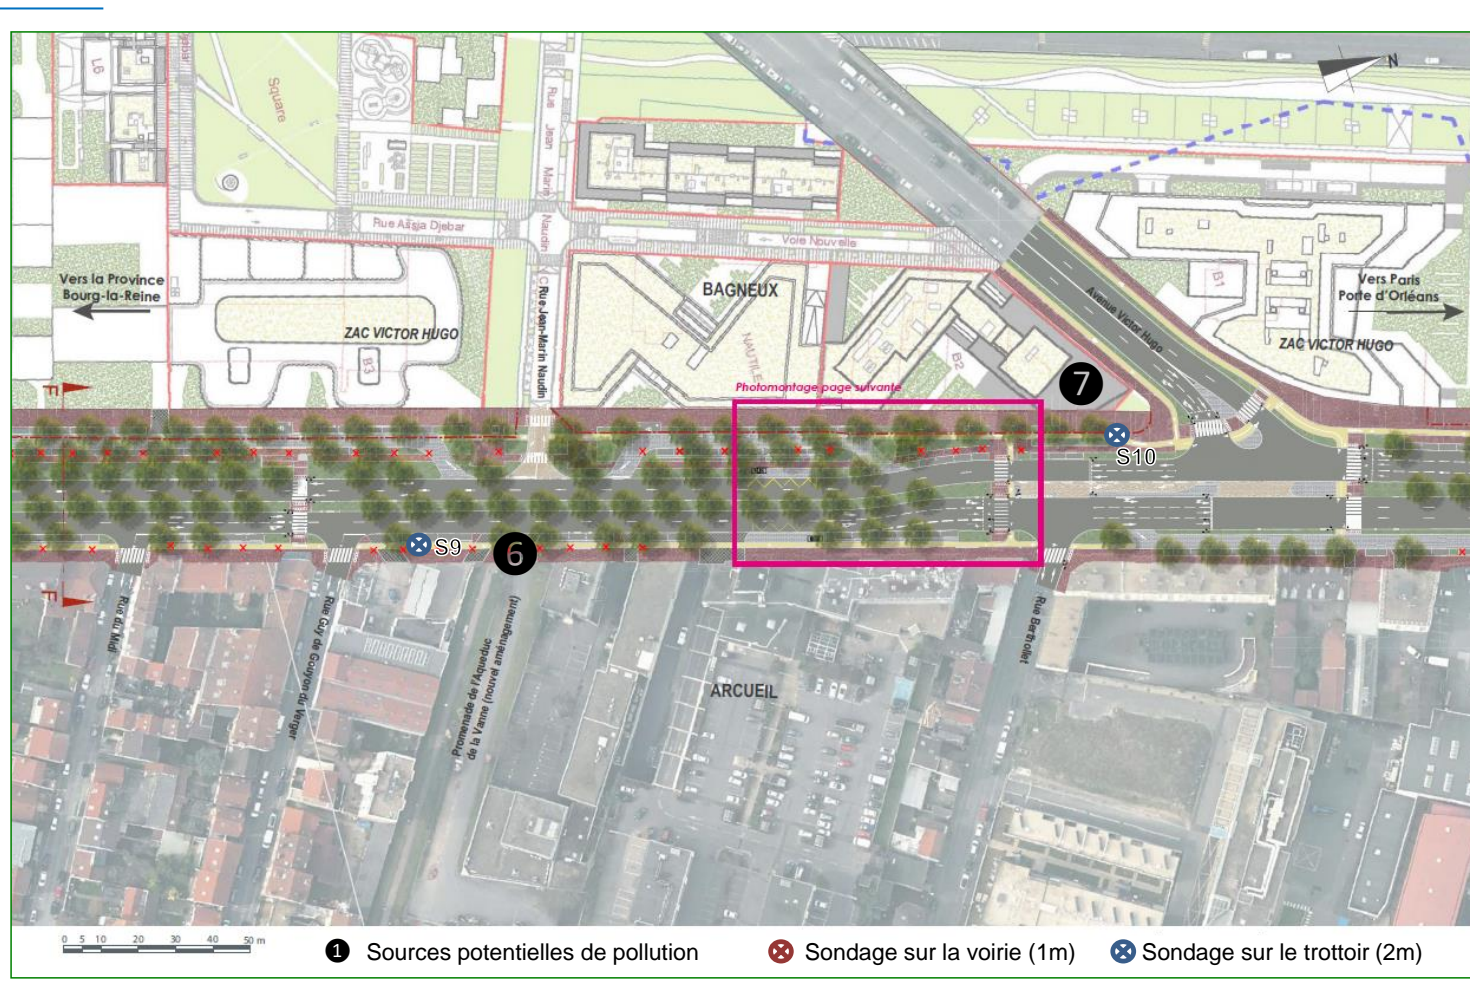 L6
Square
Rue Jean Marin Naudin
N
Rue Assja Djebar
Voie Nouvelle
Vers la Province
Bourg-la-Reine
BAGNEUX
Avenue Victor Hugo
B1
Vers Paris
Porte d'Orléans
ZAC VICTOR HUGO
B3
Rue Jean-Marin Naudin
NAUTILE
B2
ZAC VICTOR HUGO
Photomontage page suivante
7
F
S10
S9
6
F
Rue du Midi
Rue Guy de Gouyon du Verger
Promenade de l'Aqueduc
de la Vanne (nouvel aménagement)
ARCUEIL
Rue Berthollet
0 5 10 20 30 40 50 m
1 Sources potentielles de pollution
Sondage sur la voirie (1m)
Sondage sur le trottoir (2m)